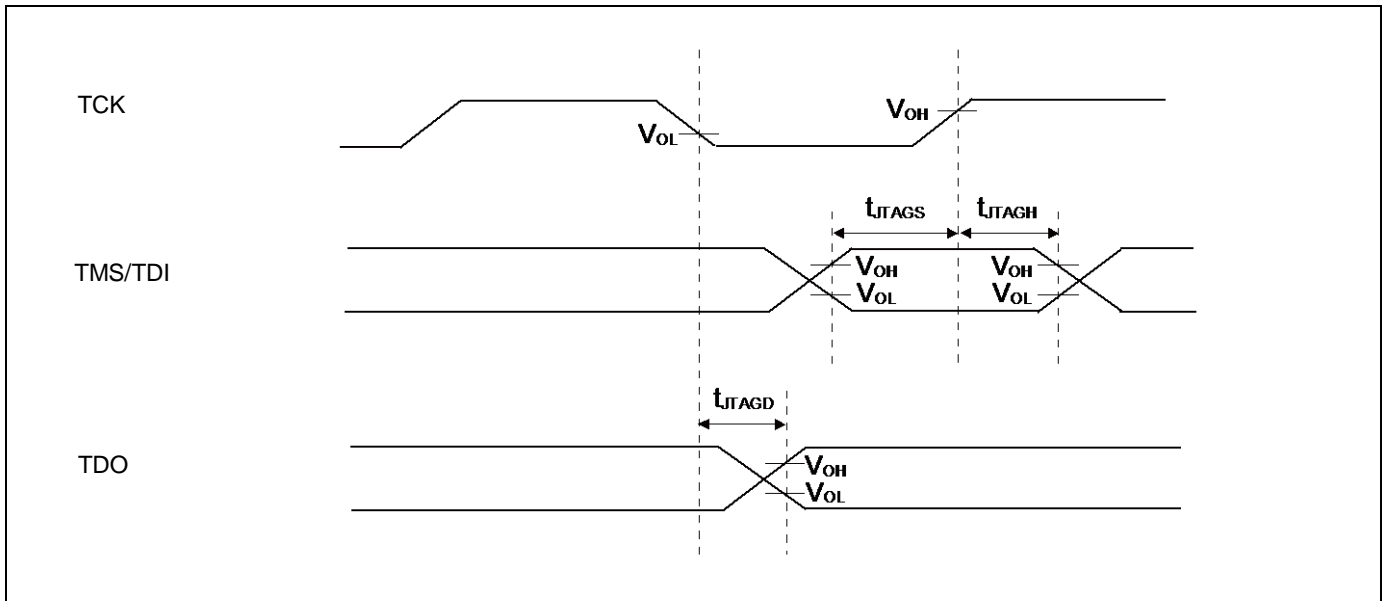 TCK
VOL
VOH
tJTAGS
tJTAGH
TMS/TDI
VOH
VOL
VOH
VOL
tJTAGD
TDO
VOH
VOL